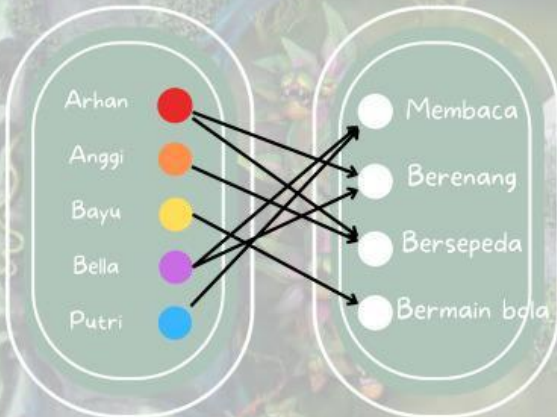 Arhan
Anggi
Bayu
Bella
Putri
Membaca
Berenang
Bersepeda
Bermain bola